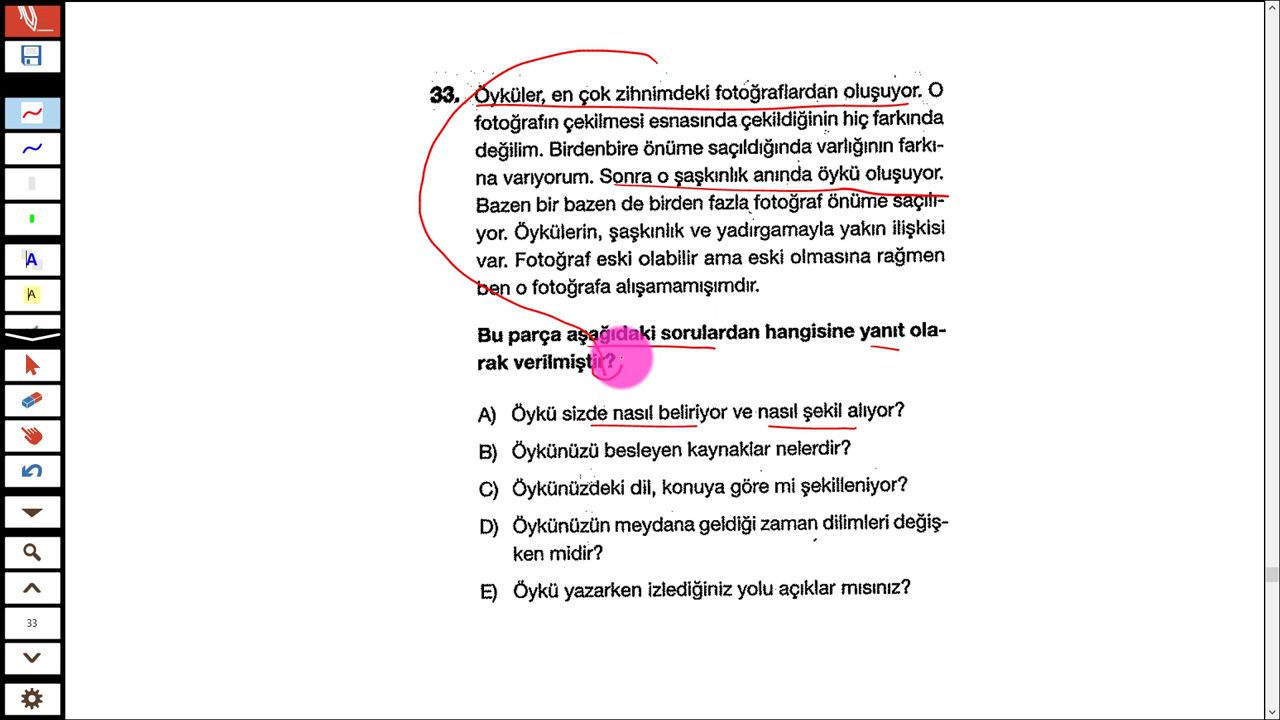 33. Öyküler, en çok zihnimdeki fotoğraflardan oluşuyor. O
fotoğrafın çekilmesi esnasında çekildiğinin hiç farkında
değilim. Birdenbire önüme saçıldığında varlığının farkı-
na varıyorum. Sonra o şaşkınlık anında öykü oluşuyor.
Bazen bir bazen de birden fazla fotoğraf önüme saçılı-
yor. Öykülerin, şaşkınlık ve yadırgamayla yakın ilişkisi
var. Fotoğraf eski olabilir ama eski olmasına rağmen
ben o fotoğrafa alışamamışımdır.
Bu parça aşağıdaki sorulardan hangisine yanıt ola-
rak verilmiştir?
A) Öykü sizde nasıl beliriyor ve nasıl şekil alıyor?
B) Öykünüzü besleyen kaynaklar nelerdir?
C) Öykünüzdeki dil, konuya göre mi şekilleniyor?
D) Öykünüzün meydana geldiği zaman dilimleri değiş-
ken midir?
E) Öykü yazarken izlediğiniz yolu açıklar mısınız?
A
A
33